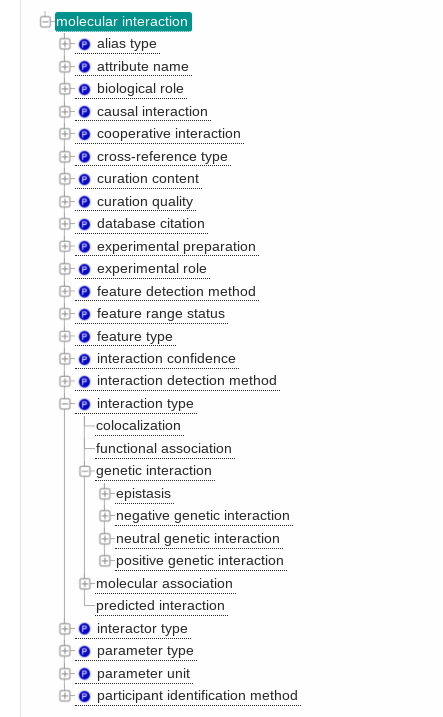 molecular interaction
P alias type
P attribute name
P biological role
P causal interaction
P cooperative interaction
P cross-reference type
P curation content
P curation quality
P database citation
P experimental preparation
P experimental role
P feature detection method
P feature range status
P feature type
P interaction confidence
P interaction detection method
P interaction type
colocalization
functional association
genetic interaction
epistasis
negative genetic interaction
neutral genetic interaction
positive genetic interaction
molecular association
predicted interaction
P interactor type
P parameter type
P parameter unit
P participant identification method